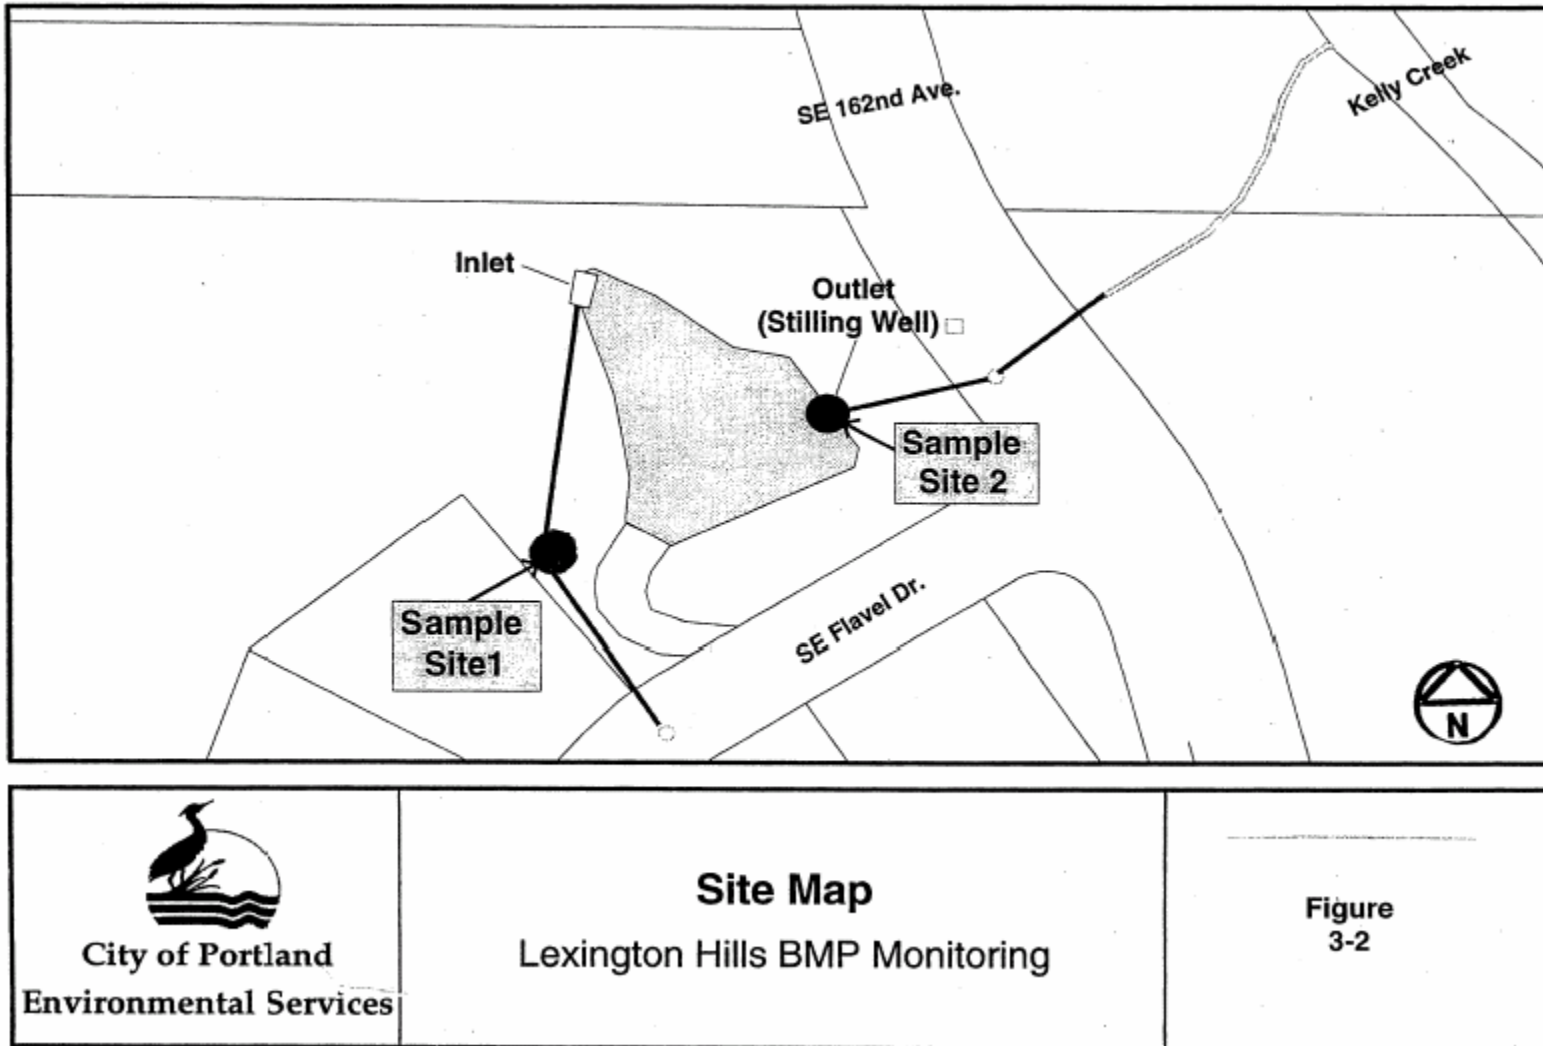 SE 162nd Ave.
Kelly Creek
Inlet
Outlet
(Stilling Well)
Sample
Site 2
Sample
Site1
SE Flavel Dr.
N
City of Portland
Environmental Services
Site Map
Lexington Hills BMP Monitoring
Figure
3-2